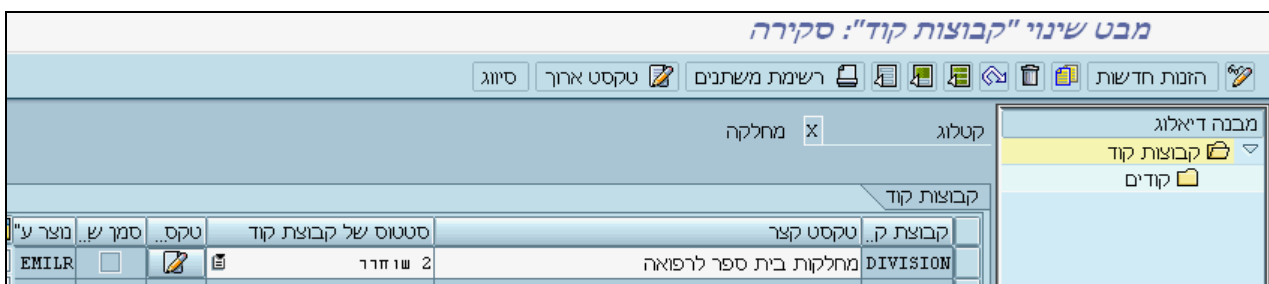 מבט שינוי "קבוצות קוד": סקירה
הזנות חדשות רשימת משתנים טקסט ארוך סיווג
מבנה דיאלוג
קבוצות קוד
קודים
קטלוג X מחלקה
קבוצות קוד
קבוצת ק.. טקסט קצר סטטוס של קבוצת קוד טקס... סמן ש.. נוצר ע"
DIVISION מחלקות בית ספר לרפואה 2 שוחרר EMILR